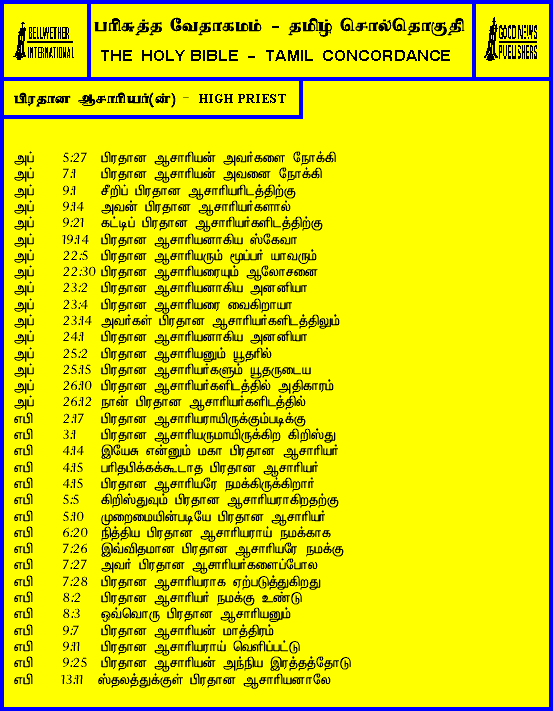 BELLWETHER
INTERNATIONAL
பரிசுத்த வேதாகமம் - தமிழ் சொல்தொகுதி
THE HOLY BIBLE - TAMIL CONCORDANCE
GOOD NEWS
PUBLISHERS
பிரதான ஆசாரியர்(ன்) - HIGH PRIEST
அப் 5:27 பிரதான ஆசாரியன் அவர்களை நோக்கி
அப் 7:1 பிரதான ஆசாரியன் அவனை நோக்கி
அப் 9:1 சீறிப் பிரதான ஆசாரியரிடத்திற்கு
அப் 9:14 அவன் பிரதான ஆசாரியர்களால்
அப் 9:21 கட்டிப் பிரதான ஆசாரியர்களிடத்திற்கு
அப் 19:14 பிரதான ஆசாரியனாகிய ஸ்கேவா
அப் 22:5 பிரதான ஆசாரியரும் மூப்பர் யாவரும்
அப் 22:30 பிரதான ஆசாரியரையும் ஆலோசனை
அப் 23:2 பிரதான ஆசாரியனாகிய அனனியா
அப் 23:4 பிரதான ஆசாரியரை வைகிறாயா
அப் 23:14 அவர்கள் பிரதான ஆசாரியர்களிடத்திலும்
அப் 24:1 பிரதான ஆசாரியனாகிய அனனியா
அப் 25:2 பிரதான ஆசாரியனும் யூதரில்
அப் 25:15 பிரதான ஆசாரியர்களும் யூதருடைய
அப் 26:10 பிரதான ஆசாரியர்களிடத்தில் அதிகாரம்
அப் 26:12 நான் பிரதான ஆசாரியர்களிடத்தில்
எபி 2:17 பிரதான ஆசாரியராயிருக்கும்படிக்கு
எபி 3:1 பிரதான ஆசாரியருமாயிருக்கிற கிறிஸ்து
எபி 4:14 இயேசு என்னும் மகா பிரதான ஆசாரியர்
எபி 4:15 பரிதபிக்கக்கூடாத பிரதான ஆசாரியர்
எபி 4:15 பிரதான ஆசாரியரே நமக்கிருக்கிறார்
எபி 5:5 கிறிஸ்துவும் பிரதான ஆசாரியராகிறதற்கு
எபி 5:10 முறைமையின்படியே பிரதான ஆசாரியர்
எபி 6:20 நித்திய பிரதான ஆசாரியராய் நமக்காக
எபி 7:26 இவ்விதமான பிரதான ஆசாரியரே நமக்கு
எபி 7:27 அவர் பிரதான ஆசாரியர்களைப்போல
எபி 7:28 பிரதான ஆசாரியராக ஏற்படுத்துகிறது
எபி 8:2 பிரதான ஆசாரியர் நமக்கு உண்டு
எபி 8:3 ஒவ்வொரு பிரதான ஆசாரியனும்
எபி 9:7 பிரதான ஆசாரியன் மாத்திரம்
எபி 9:11 பிரதான ஆசாரியராய் வெளிப்பட்டு
எபி 9:25 பிரதான ஆசாரியன் அந்நிய இரத்தத்தோடு
எபி 13:11 ஸ்தலத்துக்குள் பிரதான ஆசாரியனாலே